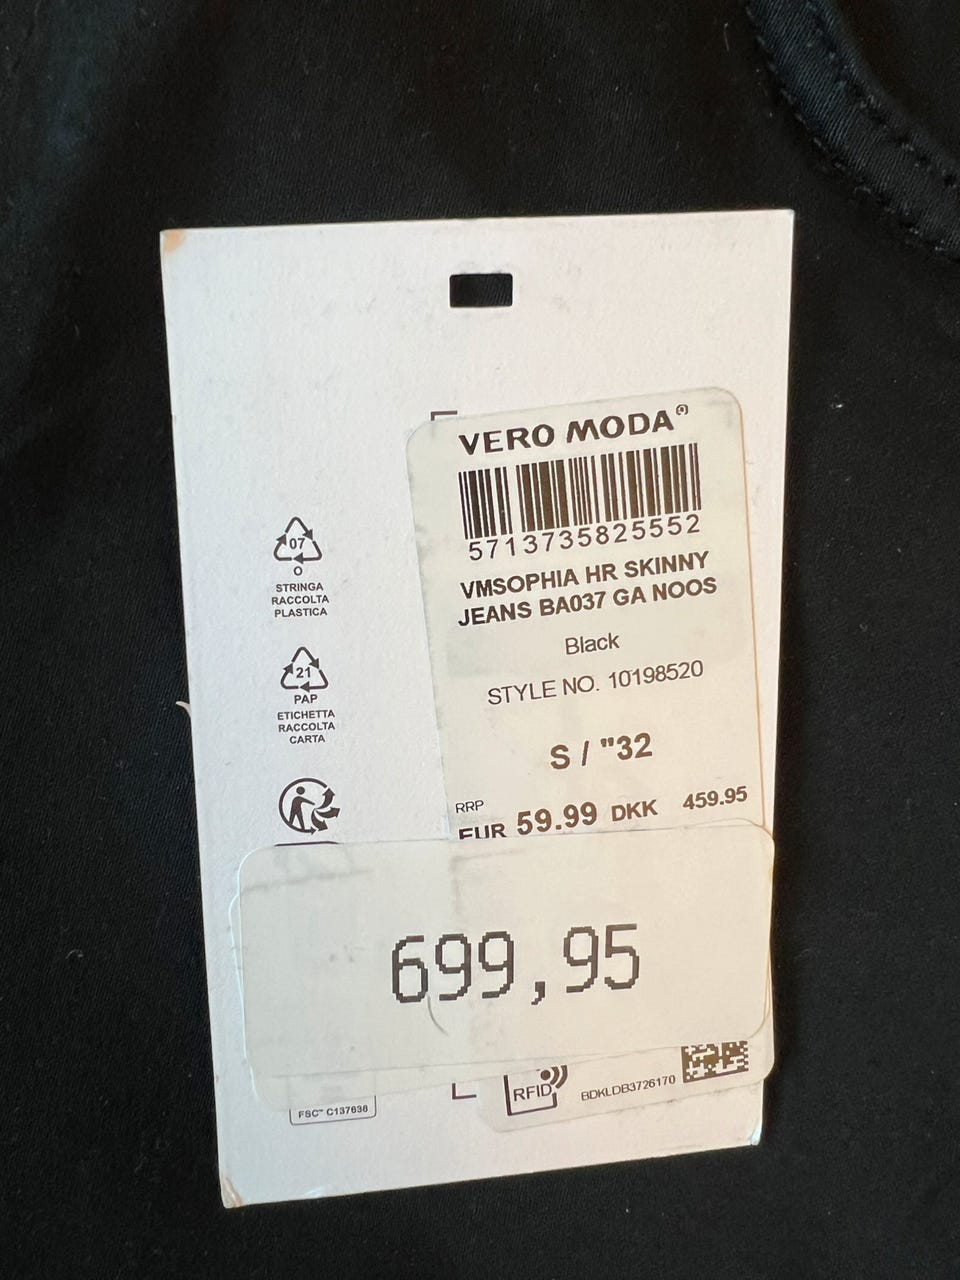 VERO MODA®
5713735825552
VMSOPHIA HR SKINNY
JEANS BA037 GA NOOS
Black
STYLE NO. 10198520
S / "32
RRP
EUR 59.99 DKK 459.95
699,95
07
O
STRINGA
RACCOLTA
PLASTICA
21
PAP
ETICHETTA
RACCOLTA
CARTA
FSC™ C137638
RFID
BDKLDB3726170